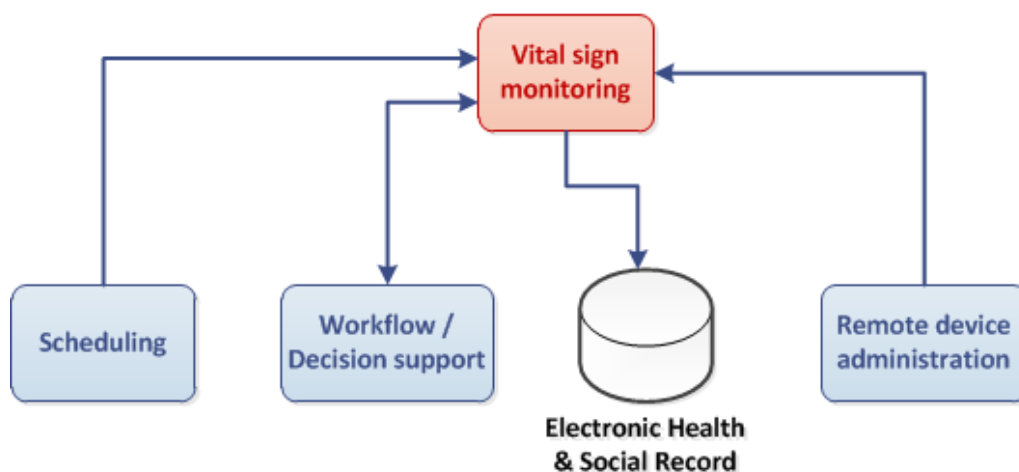 Vital sign
monitoring
Scheduling
Workflow /
Decision support
Electronic Health
& Social Record
Remote device
administration